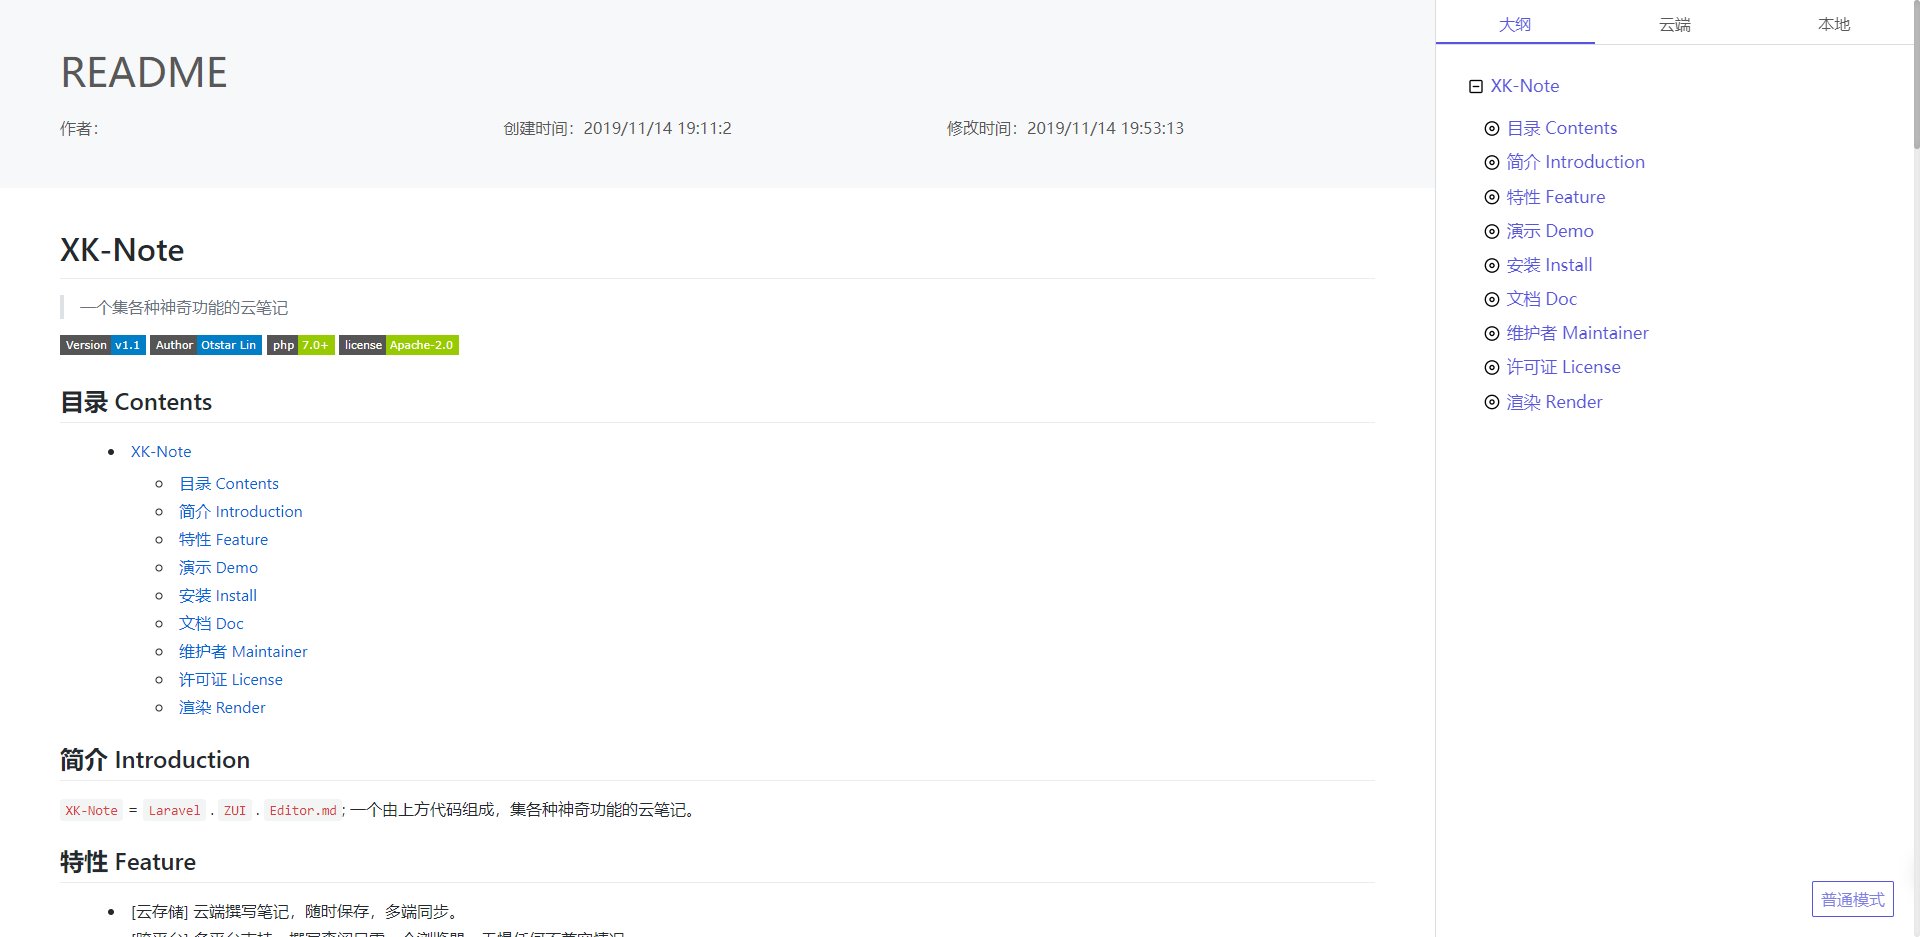 README
作者：
创建时间：2019/11/14 19:11:2
修改时间：2019/11/14 19:53:13
XK-Note
一个集各种神奇功能的云笔记
Version v1.1 Author Otstar Lin php 7.0+ license Apache-2.0
目录 Contents
XK-Note
目录 Contents
简介 Introduction
特性 Feature
演示 Demo
安装 Install
文档 Doc
维护者 Maintainer
许可证 License
渲染 Render
简介 Introduction
XK-Note = Laravel . ZUI . Editor.md; 一个由上方代码组成，集各种神奇功能的云笔记。
特性 Feature
[云存储] 云端撰写笔记，随时保存，多端同步。
大纲 云端 本地
XK-Note
目录 Contents
简介 Introduction
特性 Feature
演示 Demo
安装 Install
文档 Doc
维护者 Maintainer
许可证 License
渲染 Render
普通模式